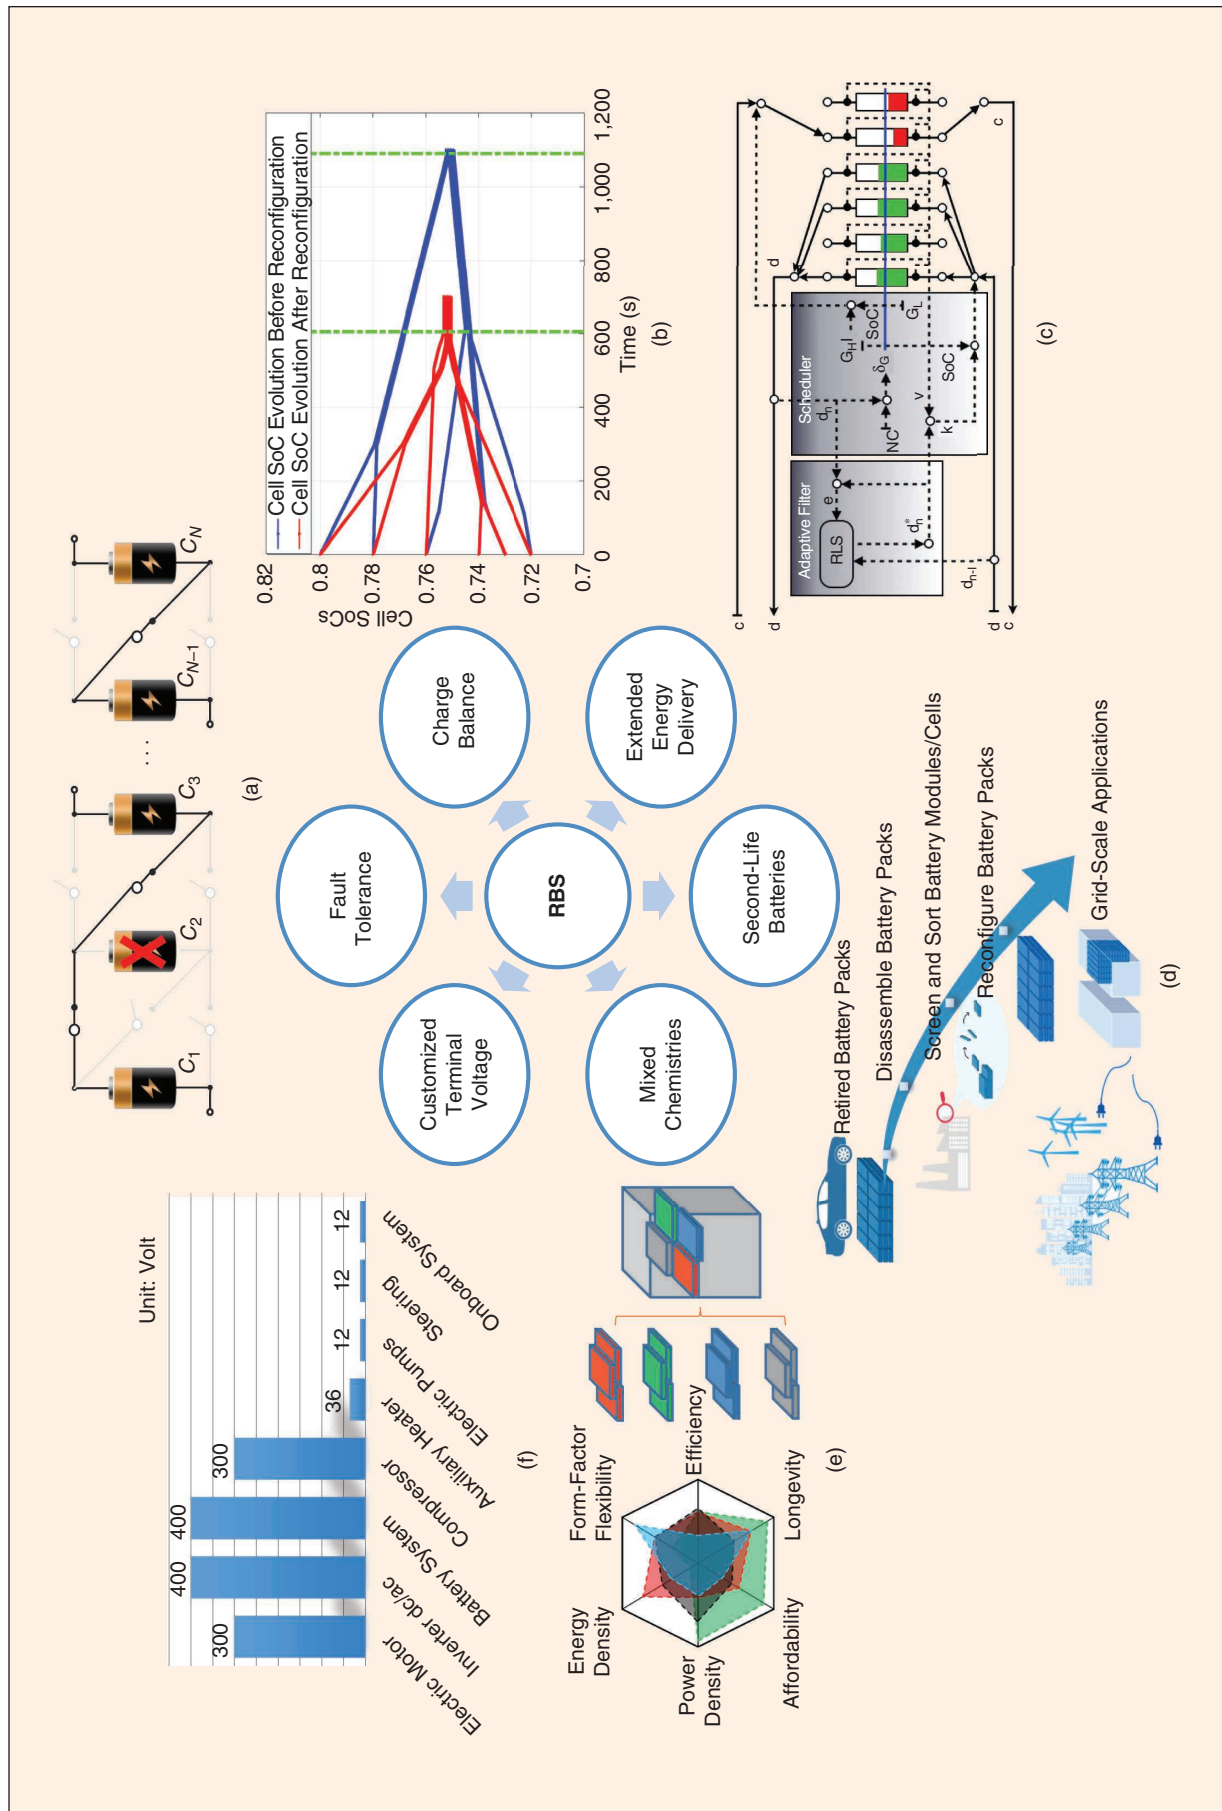 Unit: Volt
300
400
400
300
36
12
12
12
Electric Motor
Inverter dc/ac
Battery System
Compressor
Auxiliary Heater
Electric Pumps
Steering
Onboard System
(f)
C1
C2
C3
. . .
CN–1
CN
(a)
Customized
Terminal
Voltage
Fault
Tolerance
Charge
Balance
RBS
Mixed
Chemistries
Second-Life
Batteries
Extended
Energy
Delivery
Cell SoC Evolution Before Reconfiguration
Cell SoC Evolution After Reconfiguration
Cell SoCs
0.82
0.8
0.78
0.76
0.74
0.72
0.7
0
200
400
600
800
1,000
1,200
Time (s)
(b)
Energy
Density
Form-Factor
Flexibility
Power
Density
Efficiency
Affordability
Longevity
(e)
Retired Battery Packs
Disassemble Battery Packs
Screen and Sort Battery Modules/Cells
Reconfigure Battery Packs
Grid-Scale Applications
(d)
c
d
d
c
Adaptive Filter
RLS
e
d*n
dn-I
Scheduler
dn
NC
δG
GH
SoC
GL
v
k
SoC
d
c
(c)